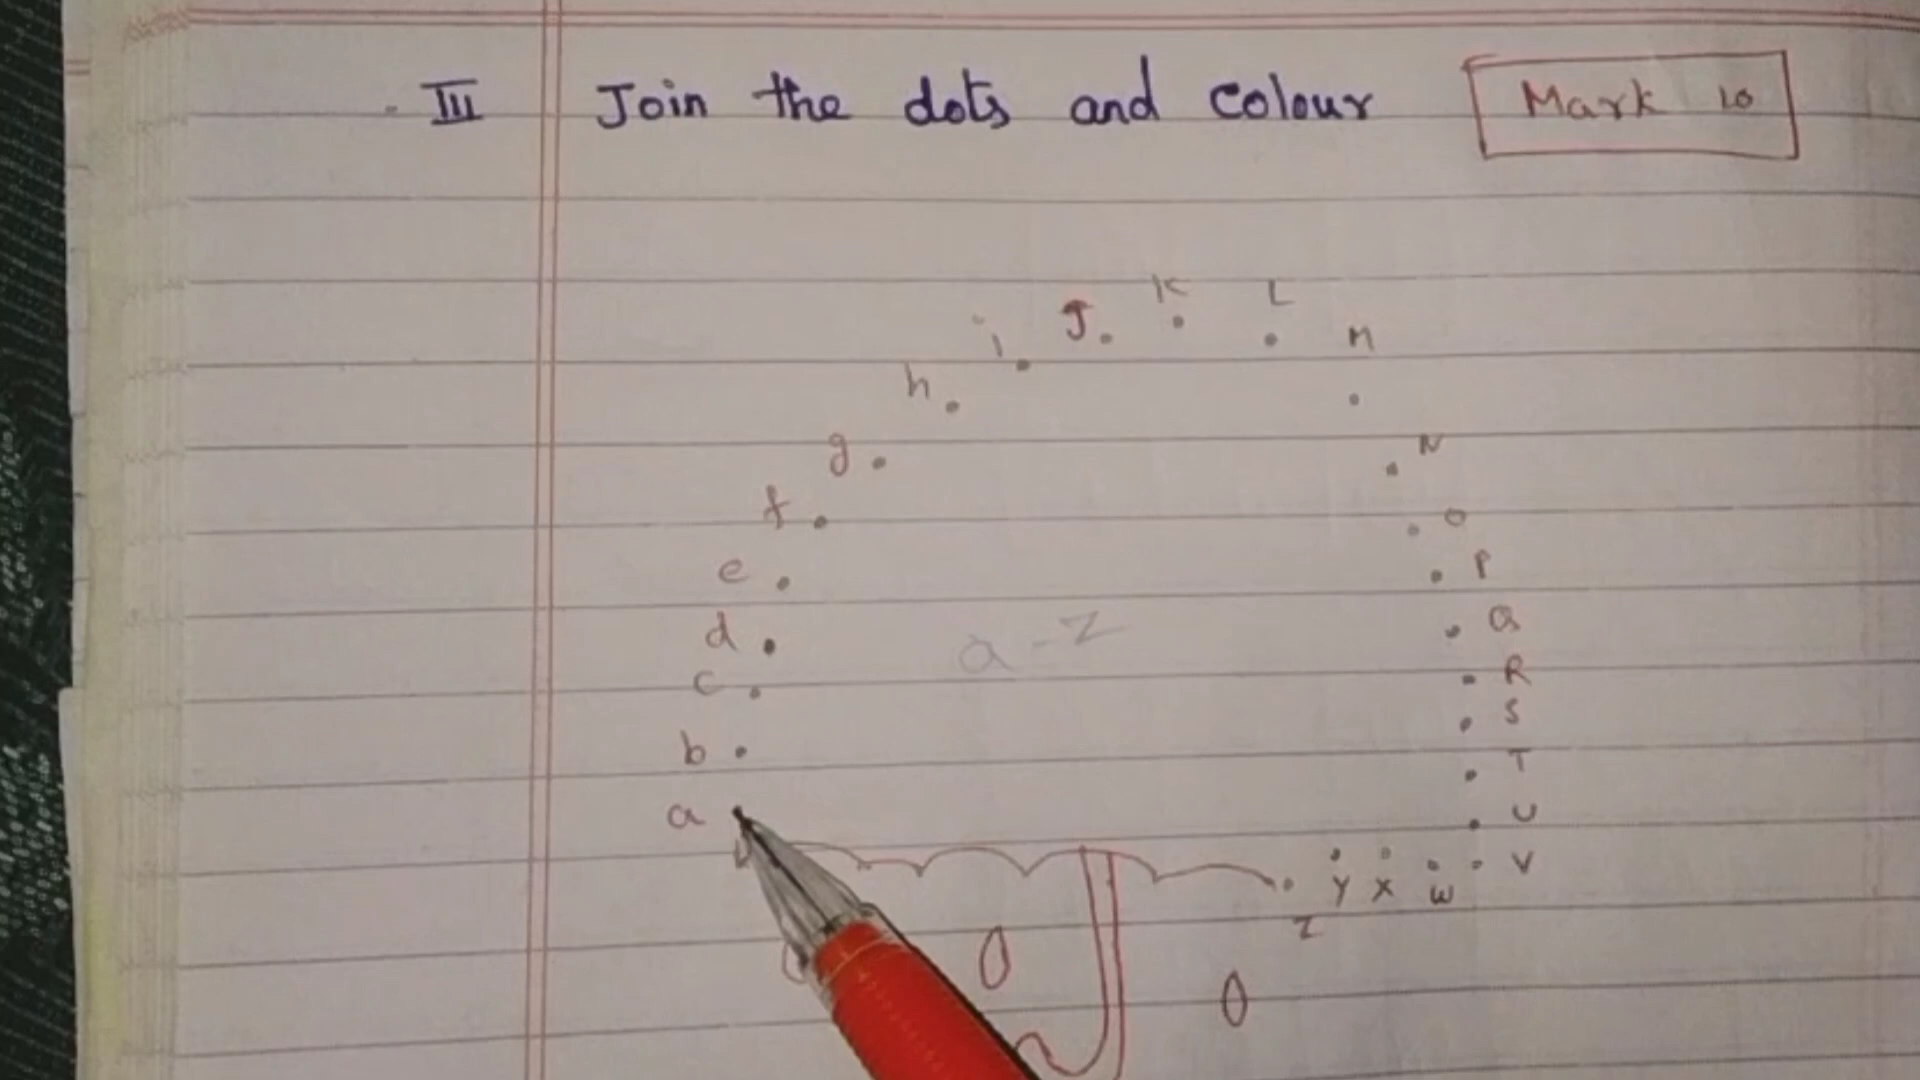 III Join the dots and colour Mark 10
K L
i J M
h
g N
f O
e P
d a-z Q
c R
S
b T
a U
Y X W V
Z